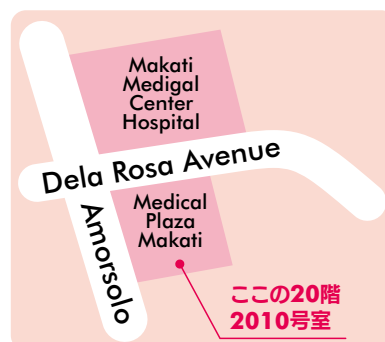 Makati
Medigal
Center
Hospital
Dela Rosa Avenue
Amorsolo
Medical
Plaza
Makati
ここの20階
2010号室